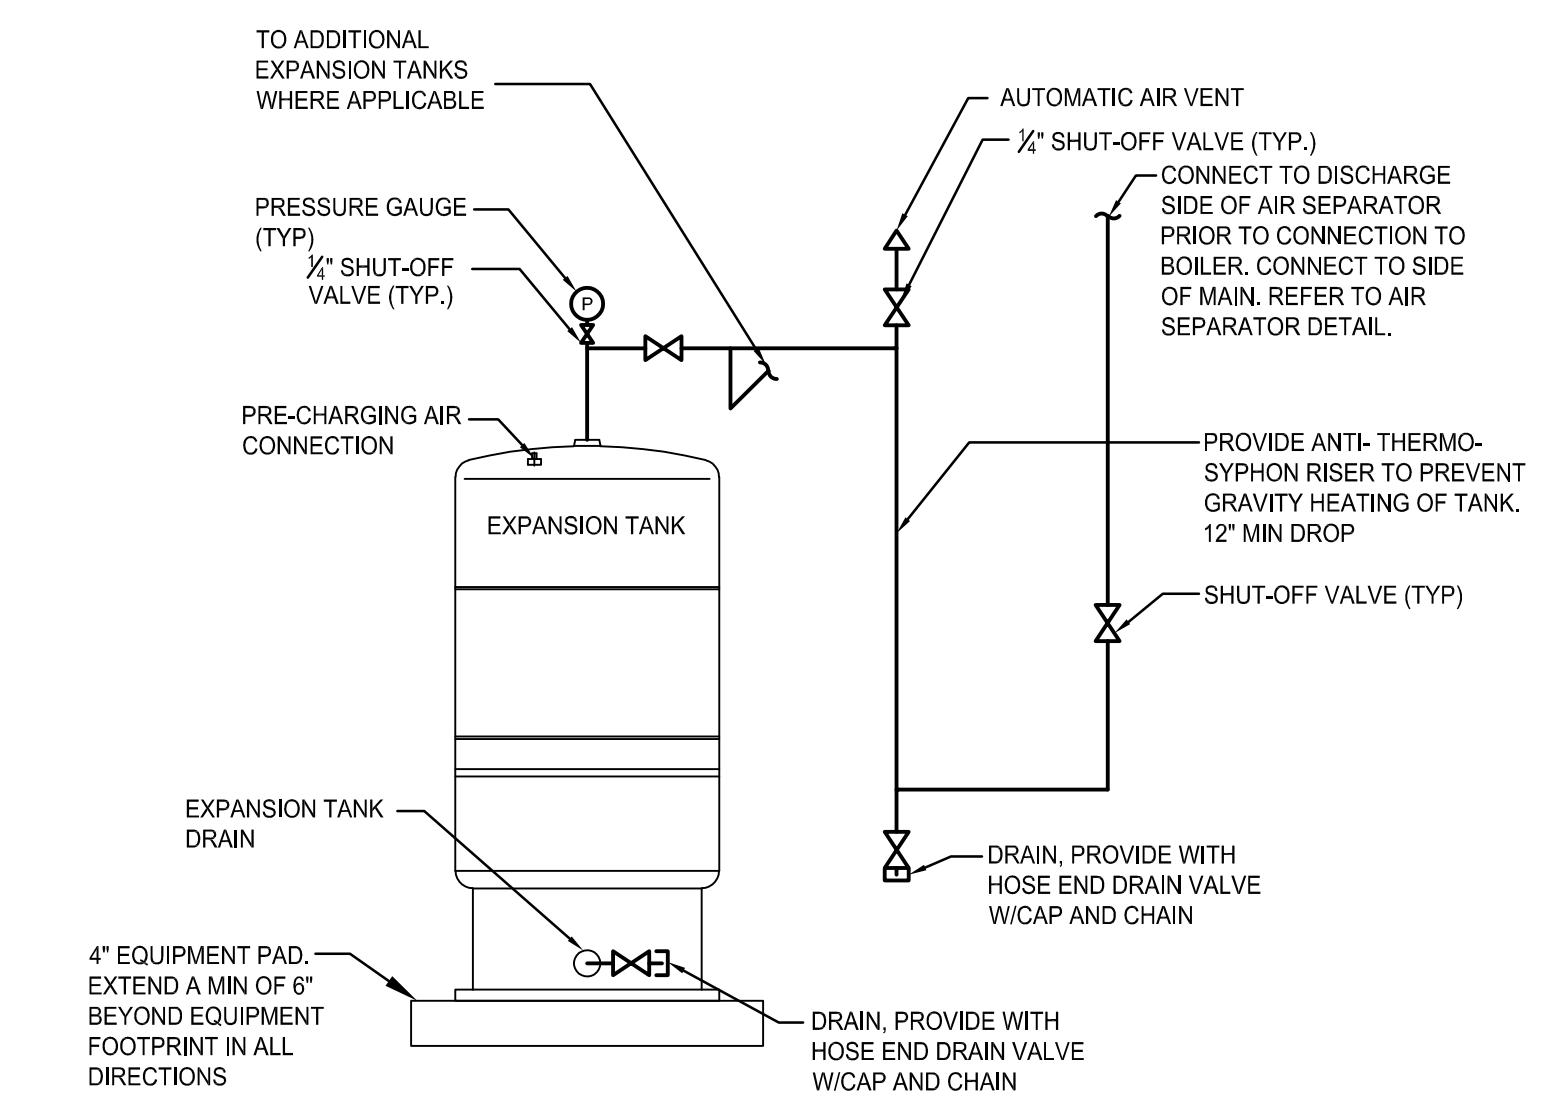 TO ADDITIONAL
EXPANSION TANKS
WHERE APPLICABLE
AUTOMATIC AIR VENT
1/4" SHUT-OFF VALVE (TYP.)
CONNECT TO DISCHARGE
SIDE OF AIR SEPARATOR
PRIOR TO CONNECTION TO
BOILER. CONNECT TO SIDE
OF MAIN. REFER TO AIR
SEPARATOR DETAIL.
PRESSURE GAUGE
(TYP)
1/4" SHUT-OFF
VALVE (TYP.)
P
PRE-CHARGING AIR
CONNECTION
PROVIDE ANTI- THERMO-
SYPHON RISER TO PREVENT
GRAVITY HEATING OF TANK.
12" MIN DROP
EXPANSION TANK
SHUT-OFF VALVE (TYP)
EXPANSION TANK
DRAIN
DRAIN, PROVIDE WITH
HOSE END DRAIN VALVE
W/CAP AND CHAIN
4" EQUIPMENT PAD.
EXTEND A MIN OF 6"
BEYOND EQUIPMENT
FOOTPRINT IN ALL
DIRECTIONS
DRAIN, PROVIDE WITH
HOSE END DRAIN VALVE
W/CAP AND CHAIN